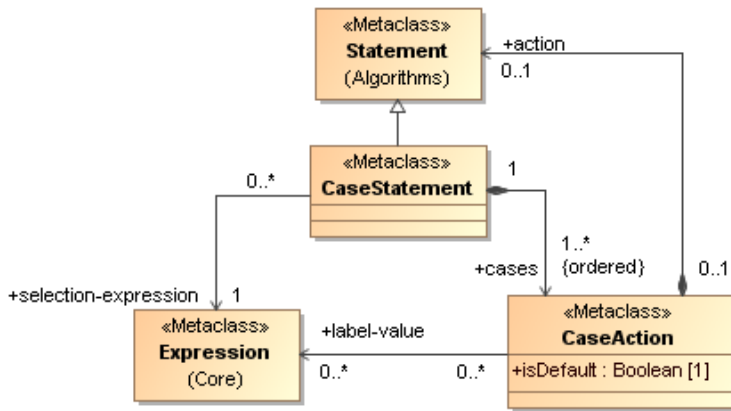 «Metaclass»
Statement
(Algorithms)
+action
0..1
«Metaclass»
CaseStatement
0..*
1
1..*
{ordered}
+cases
0..1
+selection-expression
1
«Metaclass»
Expression
(Core)
+label-value
0..*
0..*
«Metaclass»
CaseAction
+isDefault : Boolean [1]